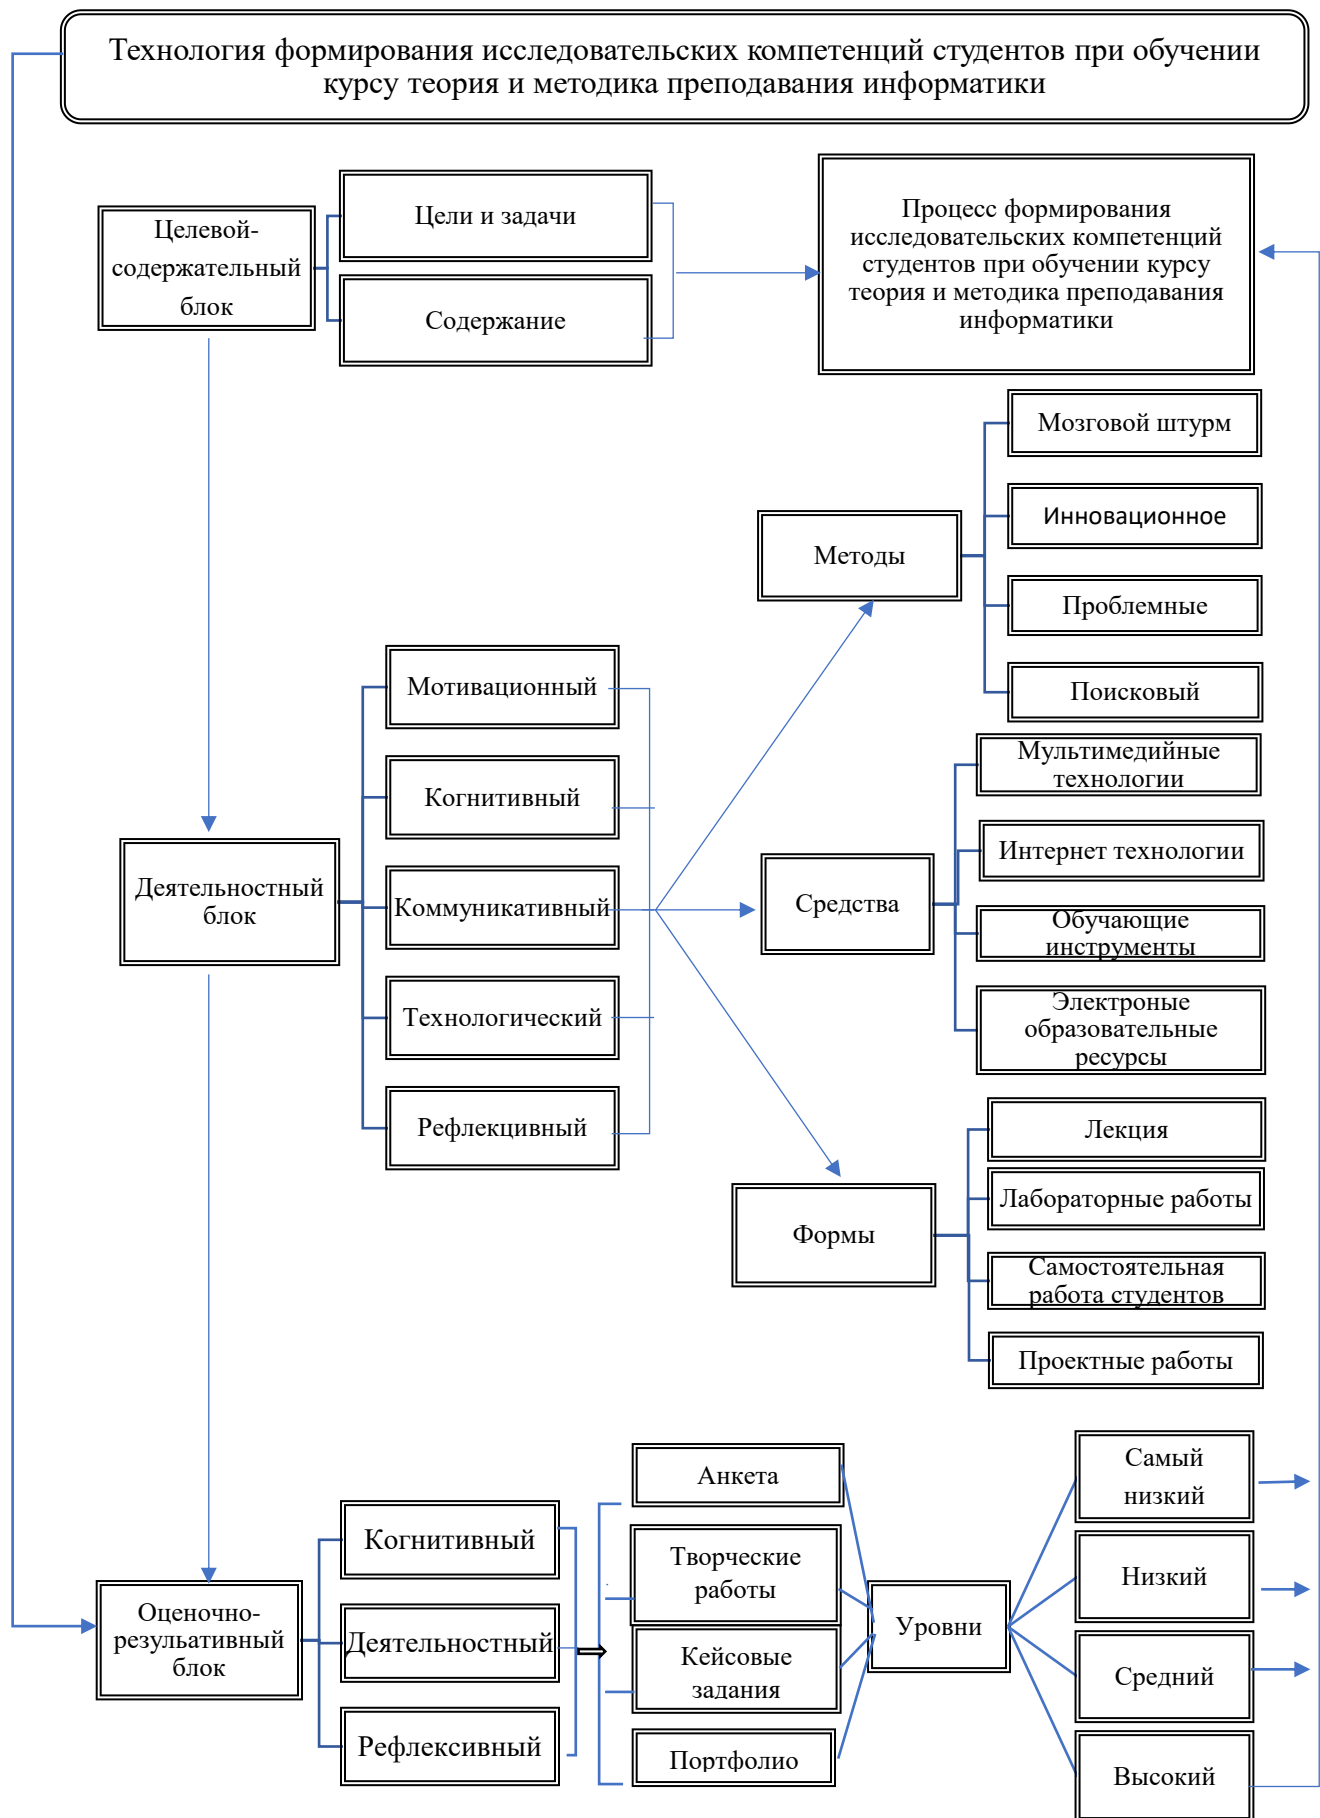 Технология формирования исследовательских компетенций студентов при обучении
курсу теория и методика преподавания информатики
Целевой-
содержательный
блок
Цели и задачи
Содержание
Процесс формирования
исследовательских компетенций
студентов при обучении курсу
теория и методика преподавания
информатики
Деятельностный
блок
Мотивационный
Когнитивный
Коммуникативный
Технологический
Рефлекцивный
Методы
Мозговой штурм
Инновационное
Проблемные
Поисковый
Средства
Мультимедийные
технологии
Интернет технологии
Обучающие
инструменты
Электроные
образовательные
ресурсы
Формы
Лекция
Лабораторные работы
Самостоятельная
работа студентов
Проектные работы
Оценочно-
резульативный
блок
Когнитивный
Деятельностный
Рефлексивный
Анкета
Творческие
работы
Кейсовые
задания
Портфолио
Уровни
Самый
низкий
Низкий
Средний
Высокий